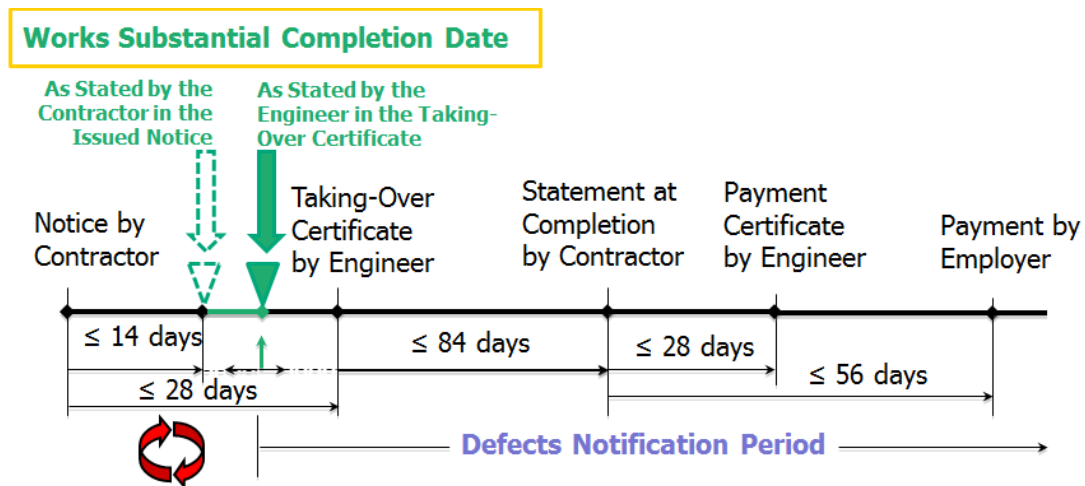 Works Substantial Completion Date
As Stated by the
Contractor in the
Issued Notice
As Stated by the
Engineer in the Taking-
Over Certificate
Notice by
Contractor
Taking-Over
Certificate
by Engineer
Statement at
Completion
by Contractor
Payment
Certificate
by Engineer
Payment by
Employer
≤ 14 days
≤ 28 days
≤ 84 days
≤ 28 days
≤ 56 days
Defects Notification Period